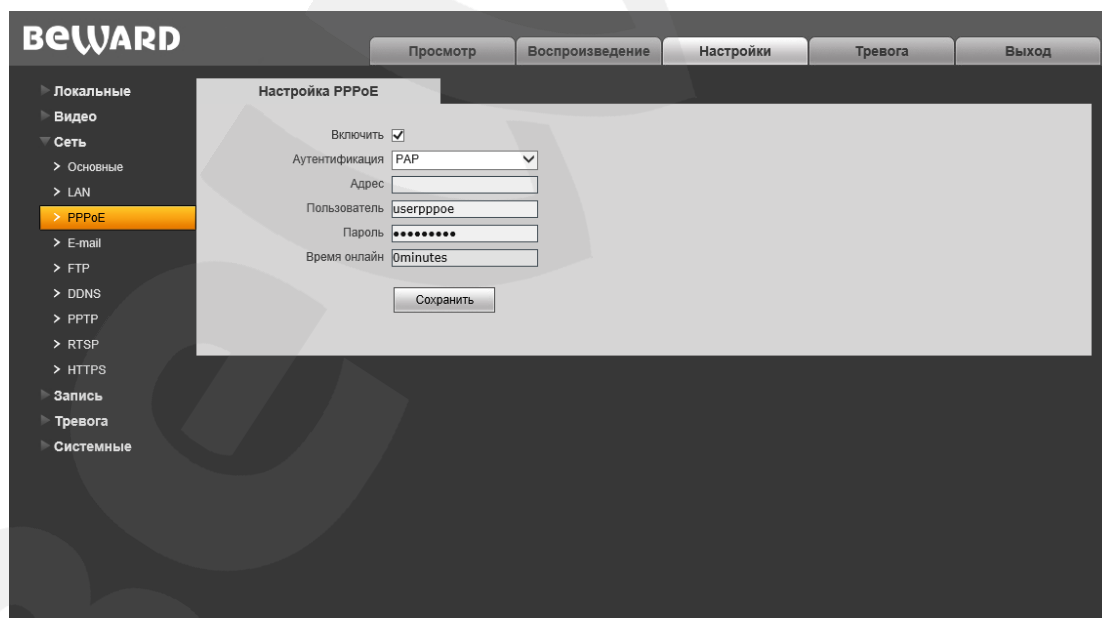 BEWARD
Просмотр Воспроизведение Настройки Тревога Выход
Локальные
Видео
Сеть
Основные
LAN
PPPoE
E-mail
FTP
DDNS
PPTP
RTSP
HTTPS
Запись
Тревога
Системные
Настройка PPPoE
Включить
Аутентификация PAP
Адрес
Пользователь userpppoe
Пароль ●●●●●●●●●
Время онлайн 0minutes
Сохранить